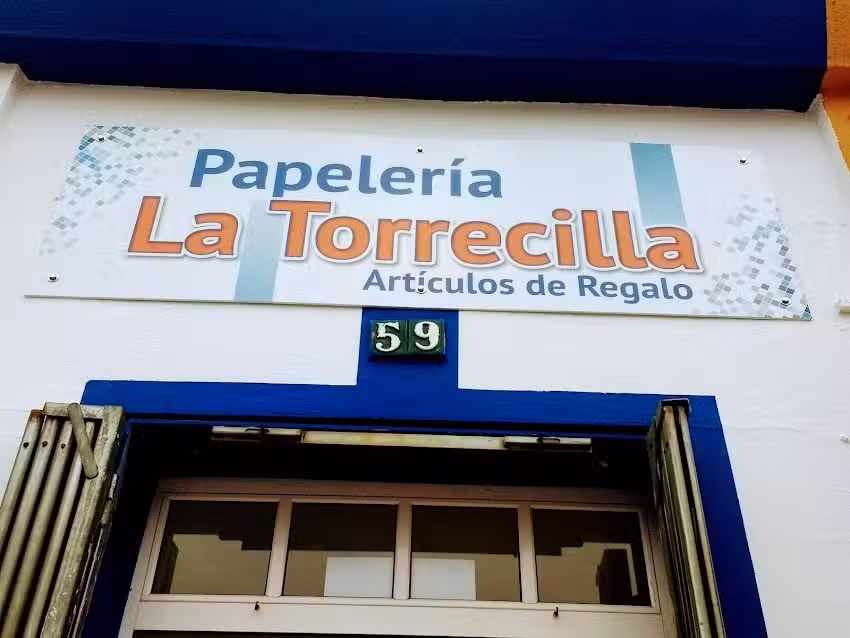 Papelería
La Torrecilla
Artículos de Regalo
59